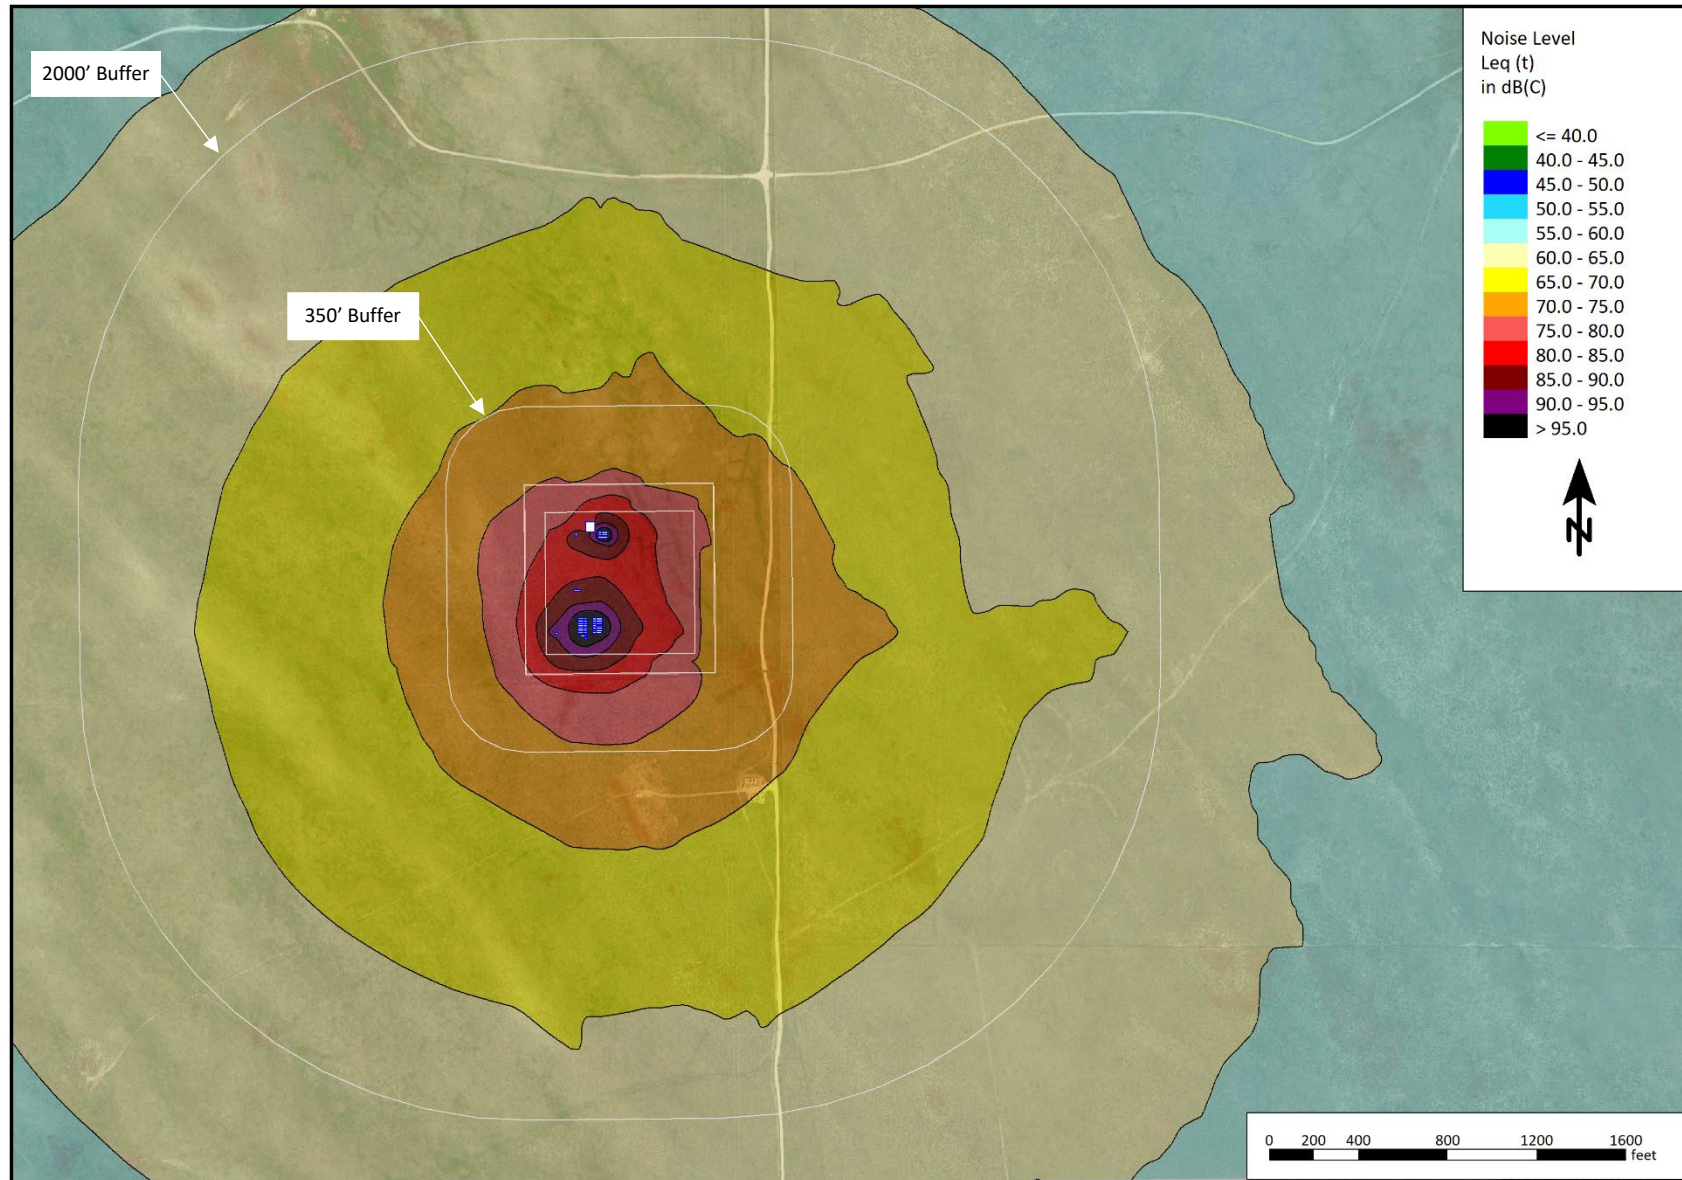 2000’ Buffer
350’ Buffer
Noise Level
Leq (t)
in dB(C)
<= 40.0
40.0 - 45.0
45.0 - 50.0
50.0 - 55.0
55.0 - 60.0
60.0 - 65.0
65.0 - 70.0
70.0 - 75.0
75.0 - 80.0
80.0 - 85.0
85.0 - 90.0
90.0 - 95.0
> 95.0
N
0 200 400 800 1200 1600
feet